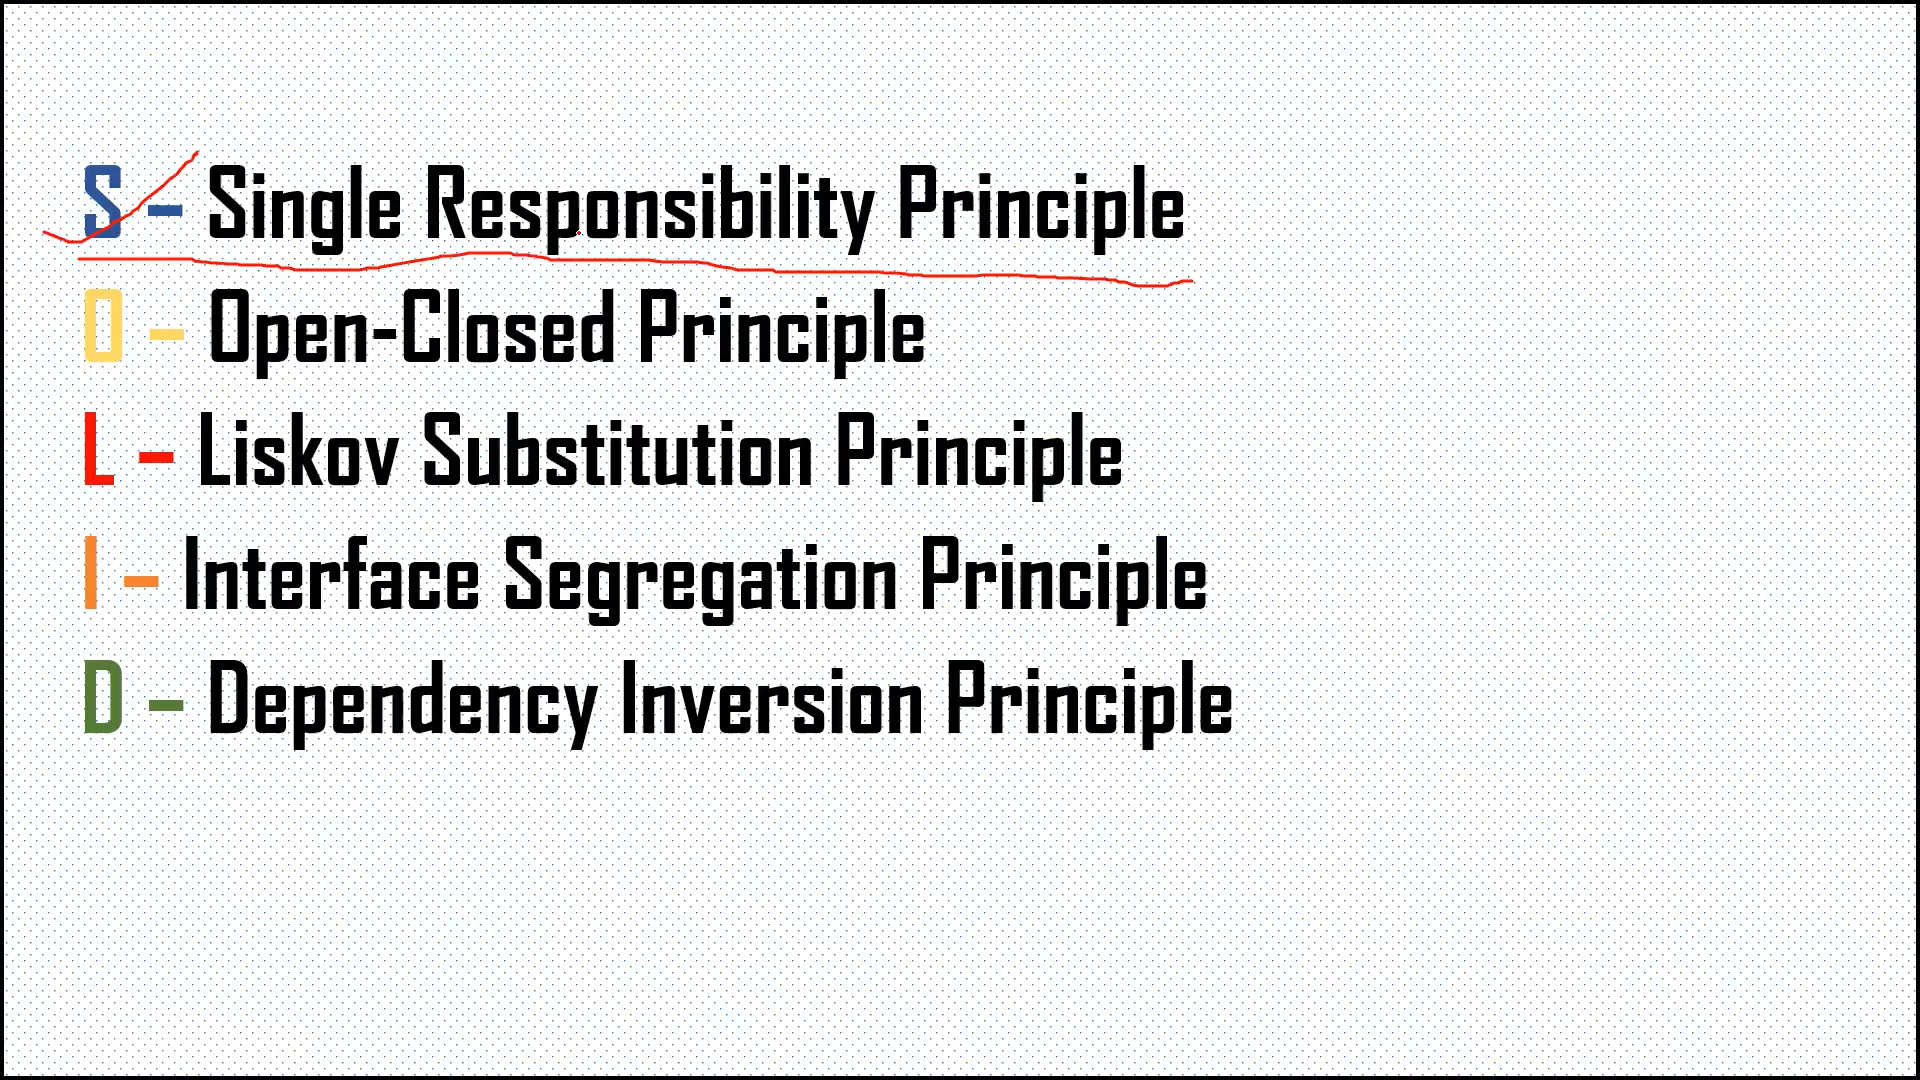 S – Single Responsibility Principle
O – Open-Closed Principle
L – Liskov Substitution Principle
I – Interface Segregation Principle
D – Dependency Inversion Principle